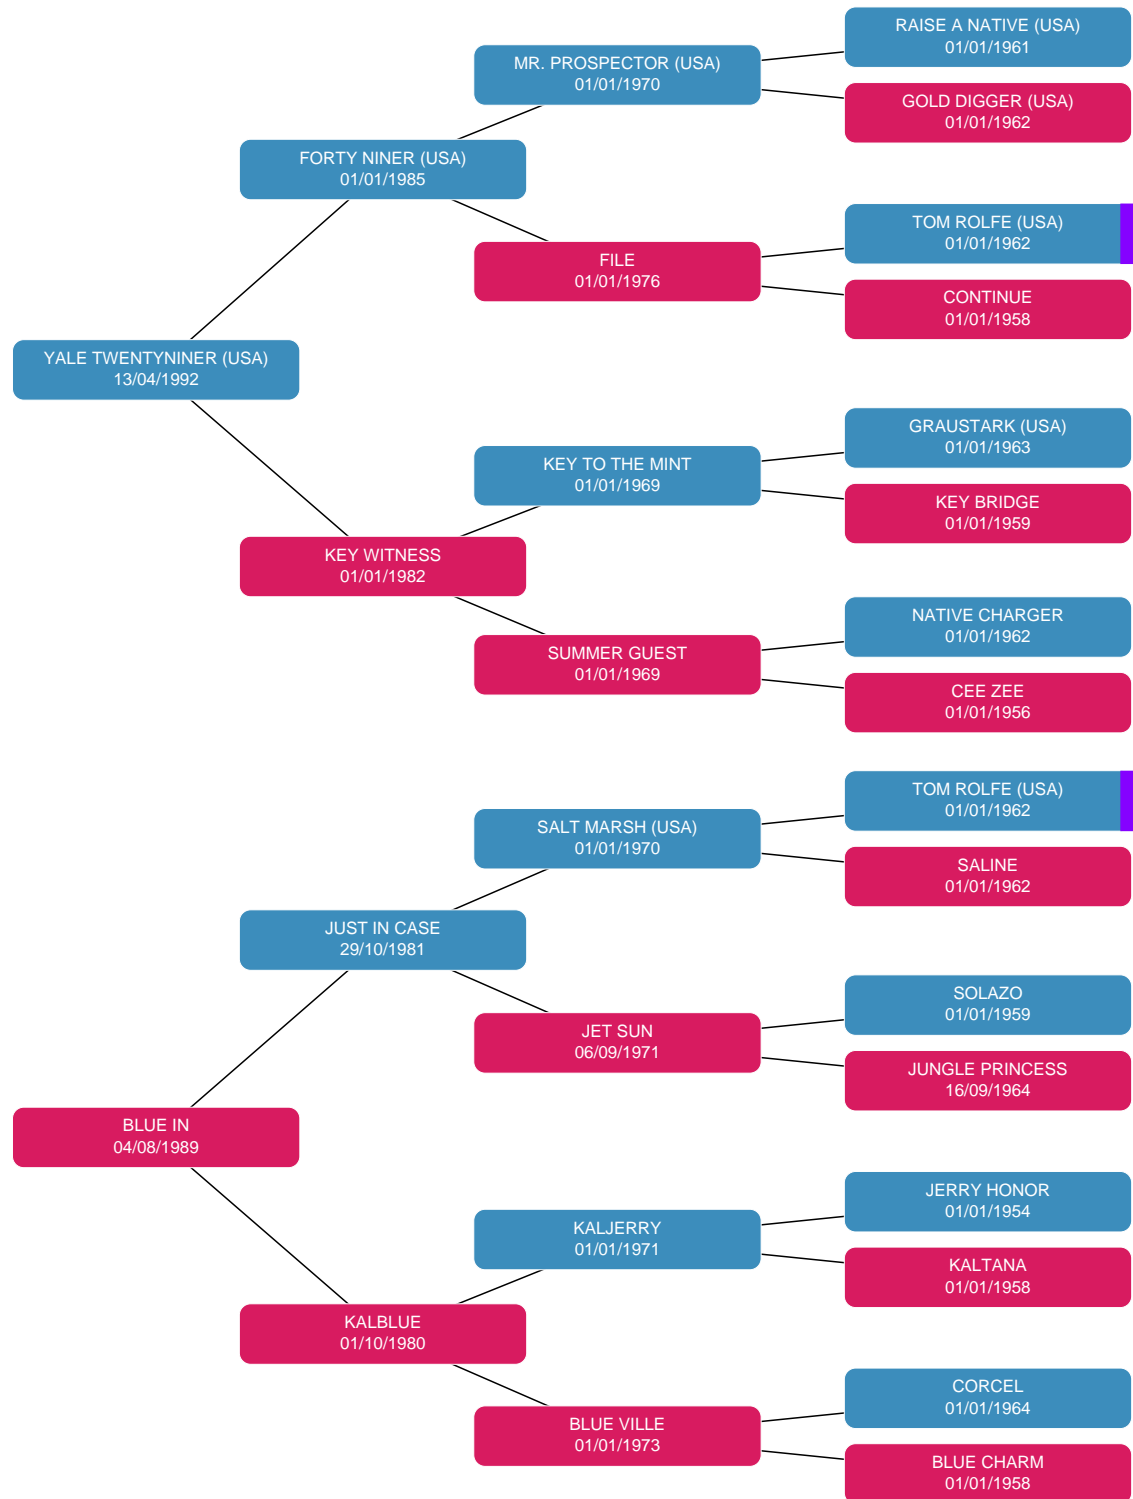 RAISE A NATIVE (USA)
01/01/1961
MR. PROSPECTOR (USA)
01/01/1970
GOLD DIGGER (USA)
01/01/1962
FORTY NINER (USA)
01/01/1985
TOM ROLFE (USA)
01/01/1962
FILE
01/01/1976
CONTINUE
01/01/1958
YALE TWENTYNINER (USA)
13/04/1992
GRAUSTARK (USA)
01/01/1963
KEY TO THE MINT
01/01/1969
KEY BRIDGE
01/01/1959
KEY WITNESS
01/01/1982
NATIVE CHARGER
01/01/1962
SUMMER GUEST
01/01/1969
CEE ZEE
01/01/1956
TOM ROLFE (USA)
01/01/1962
SALT MARSH (USA)
01/01/1970
SALINE
01/01/1962
JUST IN CASE
29/10/1981
SOLAZO
01/01/1959
JET SUN
06/09/1971
JUNGLE PRINCESS
16/09/1964
BLUE IN
04/08/1989
JERRY HONOR
01/01/1954
KALJERRY
01/01/1971
KALTANA
01/01/1958
KALBLUE
01/10/1980
CORCEL
01/01/1964
BLUE VILLE
01/01/1973
BLUE CHARM
01/01/1958